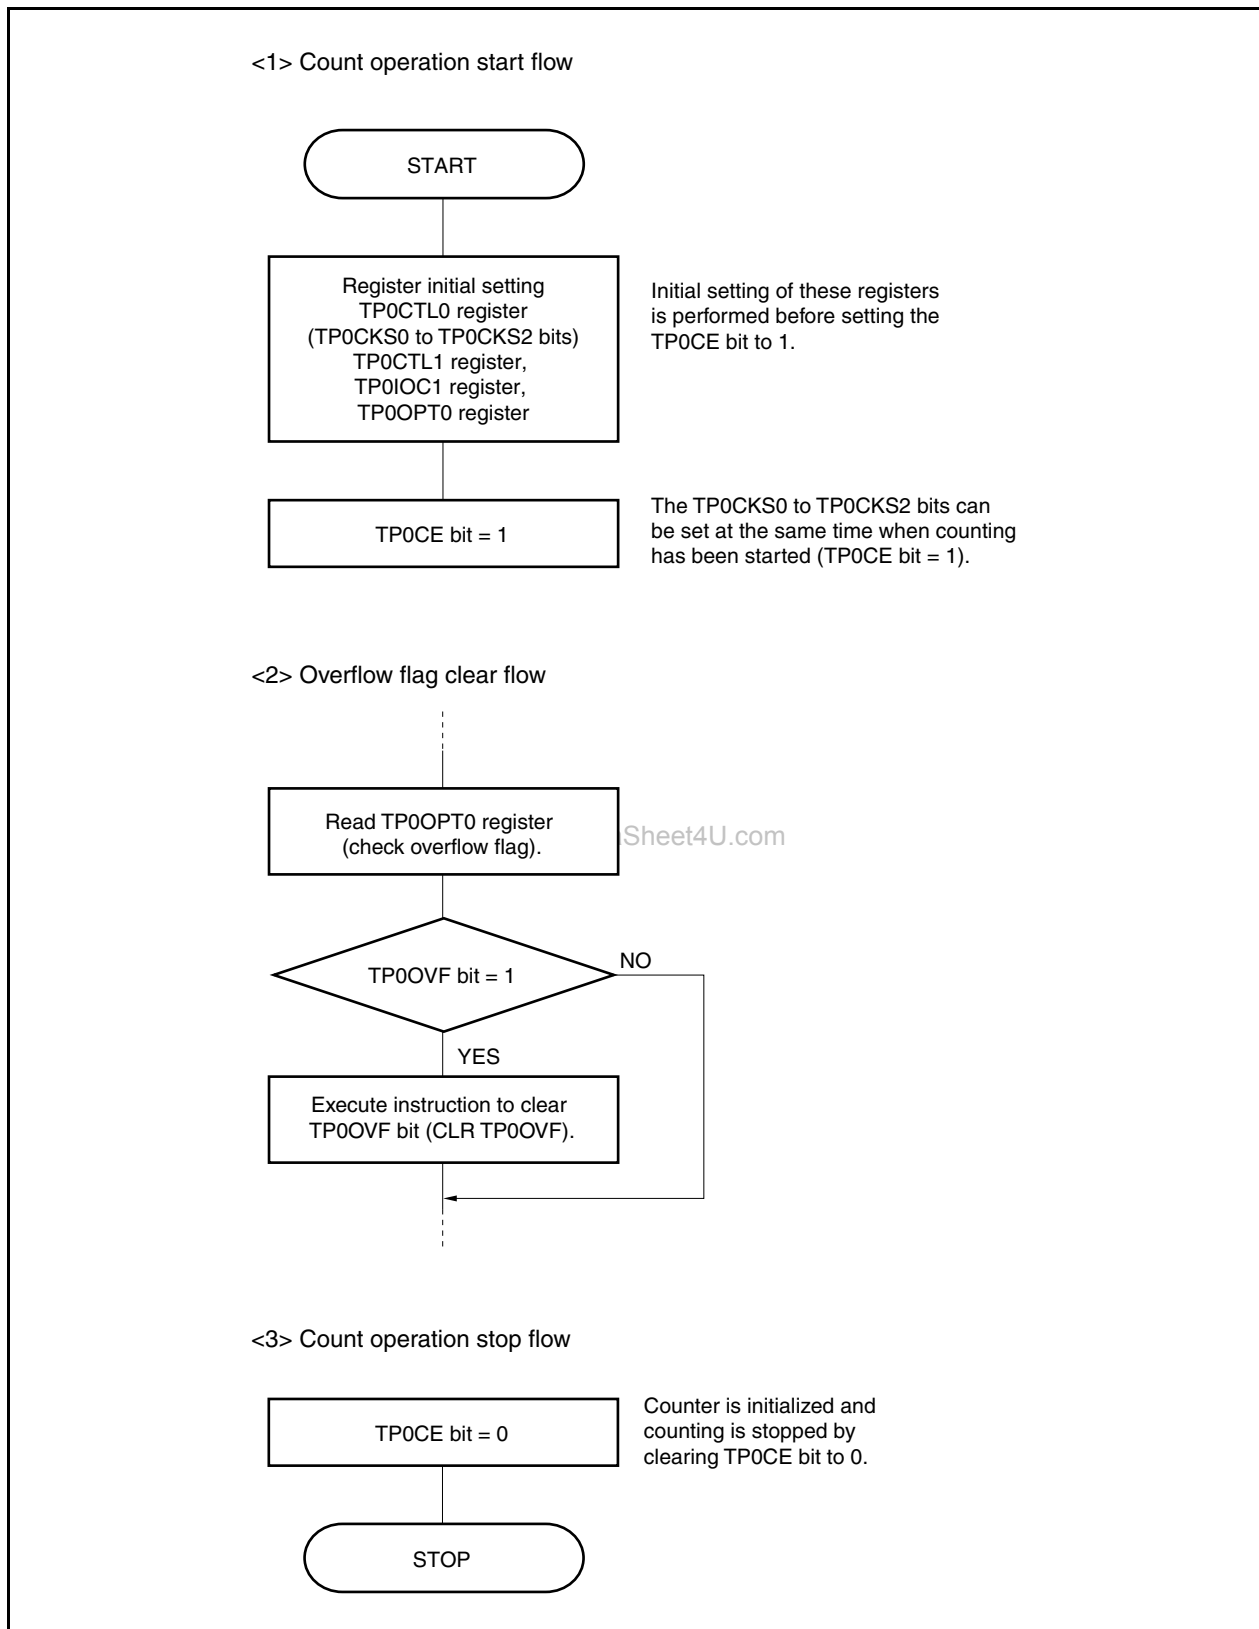 <1> Count operation start flow
START
Register initial setting
TP0CTL0 register
(TP0CKS0 to TP0CKS2 bits)
TP0CTL1 register,
TP0IOC1 register,
TP0OPT0 register
Initial setting of these registers
is performed before setting the
TP0CE bit to 1.
TP0CE bit = 1
The TP0CKS0 to TP0CKS2 bits can
be set at the same time when counting
has been started (TP0CE bit = 1).
<2> Overflow flag clear flow
Read TP0OPT0 register
(check overflow flag).
Sheet4U.com
TP0OVF bit = 1
NO
YES
Execute instruction to clear
TP0OVF bit (CLR TP0OVF).
<3> Count operation stop flow
TP0CE bit = 0
Counter is initialized and
counting is stopped by
clearing TP0CE bit to 0.
STOP